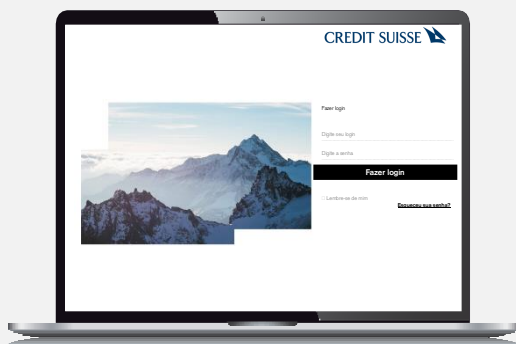 CREDIT SUISSE
Fazer login
Digite seu login
Digite a senha
Fazer login
Lembre-se de mim
Esqueceu sua senha?